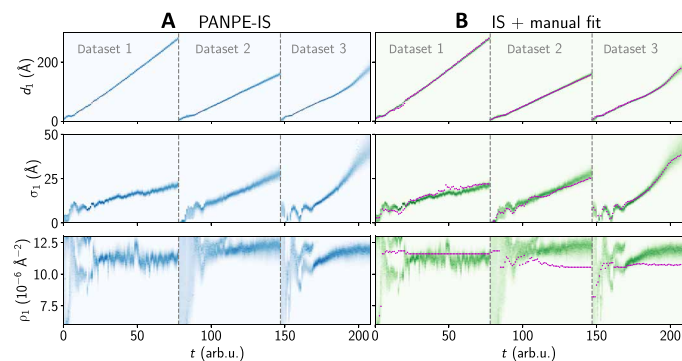 A PANPE-IS B IS + manual fit
Dataset 1 Dataset 2 Dataset 3 Dataset 1 Dataset 2 Dataset 3
200
d₁ (Å)
0
50
25
σ₁ (Å)
0
12.5
10.0
ρ₁ (10⁻⁶ Å⁻²)
0 50 100 150 200 0 50 100 150 200
t (arb.u.) t (arb.u.)